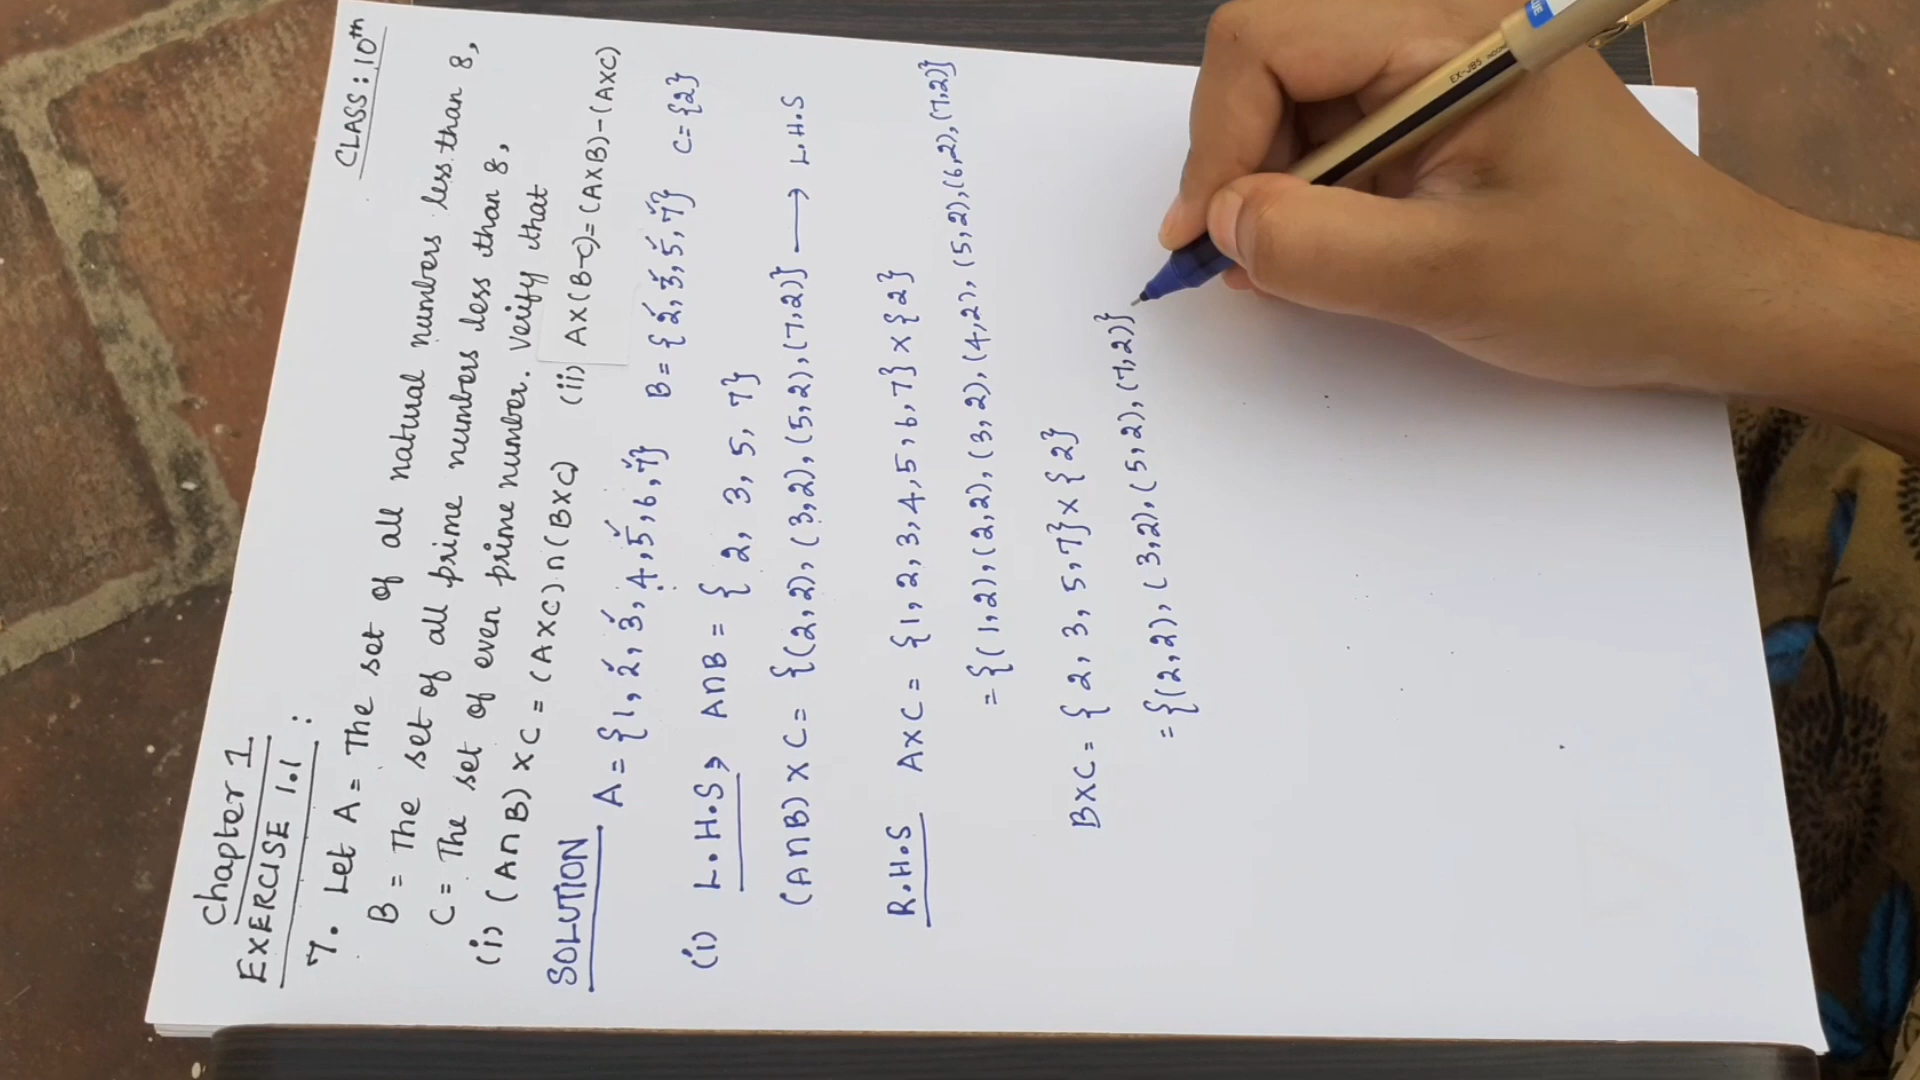 CLASS: 10th
Chapter 1
EXERCISE 1.1 :
7. Let A = The set of all natural numbers less than 8,
B = The set of all prime numbers less than 8,
C = The set of even prime number. Verify that
(i) (A∩B) × C = (A×C) ∩ (B×C) (ii) A×(B-C)=(A×B)-(A×C)
SOLUTION
A = {1, 2, 3, 4, 5, 6, 7} B = {2, 3, 5, 7} C = {2}
(i) L.H.S, A∩B = { 2, 3, 5, 7}
(A∩B) × C = {(2,2), (3,2), (5,2), (7,2)} ⟶ L.H.S
R.H.S A×C = {1, 2, 3, 4, 5, 6, 7} × {2}
= {(1,2), (2,2), (3,2), (4,2), (5,2), (6,2), (7,2)}
B×C = { 2, 3, 5, 7} × {2}
= {(2,2), (3,2), (5,2), (7,2)}
EX-JB5